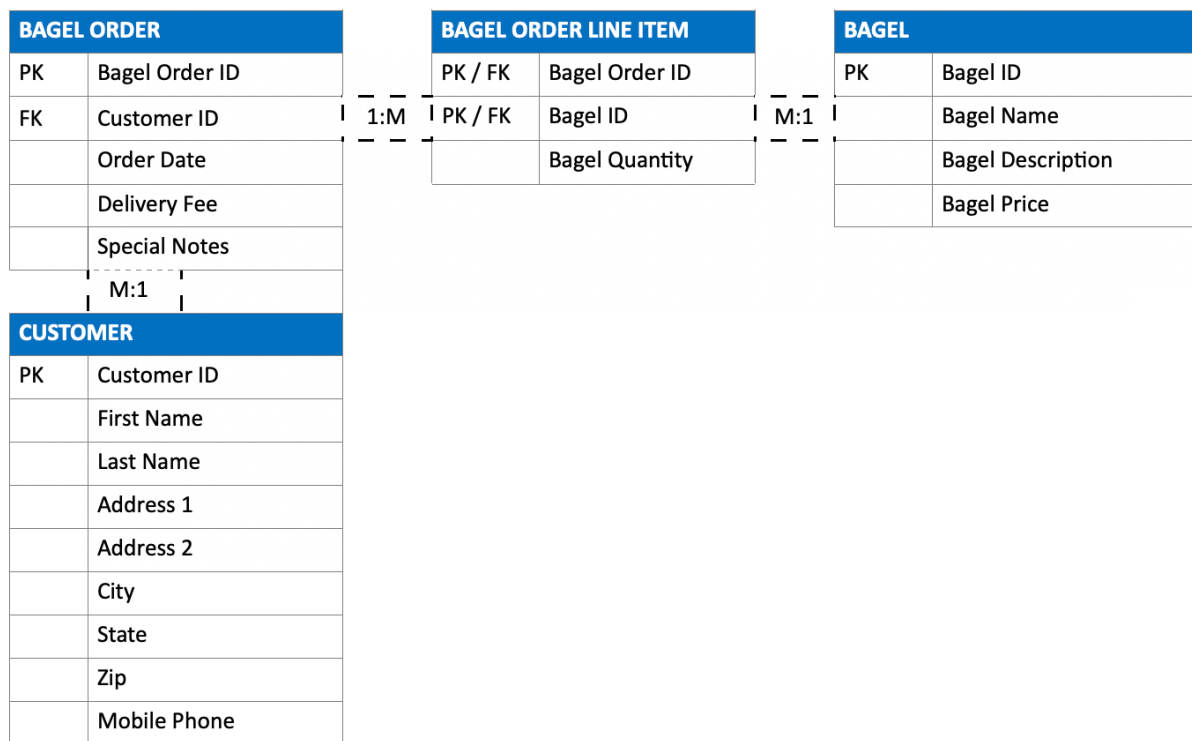 BAGEL ORDER
PK Bagel Order ID
FK Customer ID
Order Date
Delivery Fee
Special Notes
1:M
BAGEL ORDER LINE ITEM
PK / FK Bagel Order ID
PK / FK Bagel ID
Bagel Quantity
M:1
BAGEL
PK Bagel ID
Bagel Name
Bagel Description
Bagel Price
M:1
CUSTOMER
PK Customer ID
First Name
Last Name
Address 1
Address 2
City
State
Zip
Mobile Phone